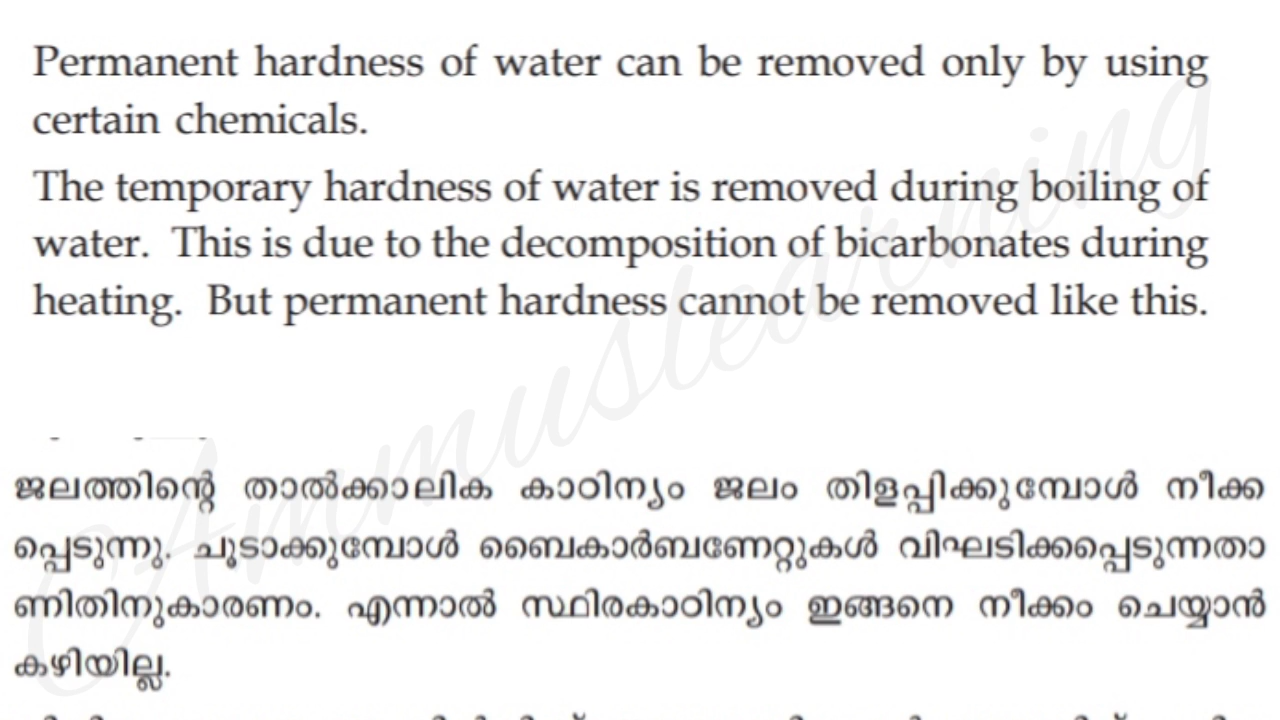 Permanent hardness of water can be removed only by using
certain chemicals.
The temporary hardness of water is removed during boiling of
water. This is due to the decomposition of bicarbonates during
heating. But permanent hardness cannot be removed like this.
ജലത്തിന്റെ താൽക്കാലിക കാഠിന്യം ജലം തിളപ്പിക്കുമ്പോൾ നീക്ക
പ്പെടുന്നു. ചൂടാക്കുമ്പോൾ ബൈകാർബണേറ്റുകൾ വിഘടിക്കപ്പെടുന്നതാ
ണിതിനുകാരണം. എന്നാൽ സ്ഥിരകാഠിന്യം ഇങ്ങനെ നീക്കം ചെയ്യാൻ
കഴിയില്ല.
Ammuslearning